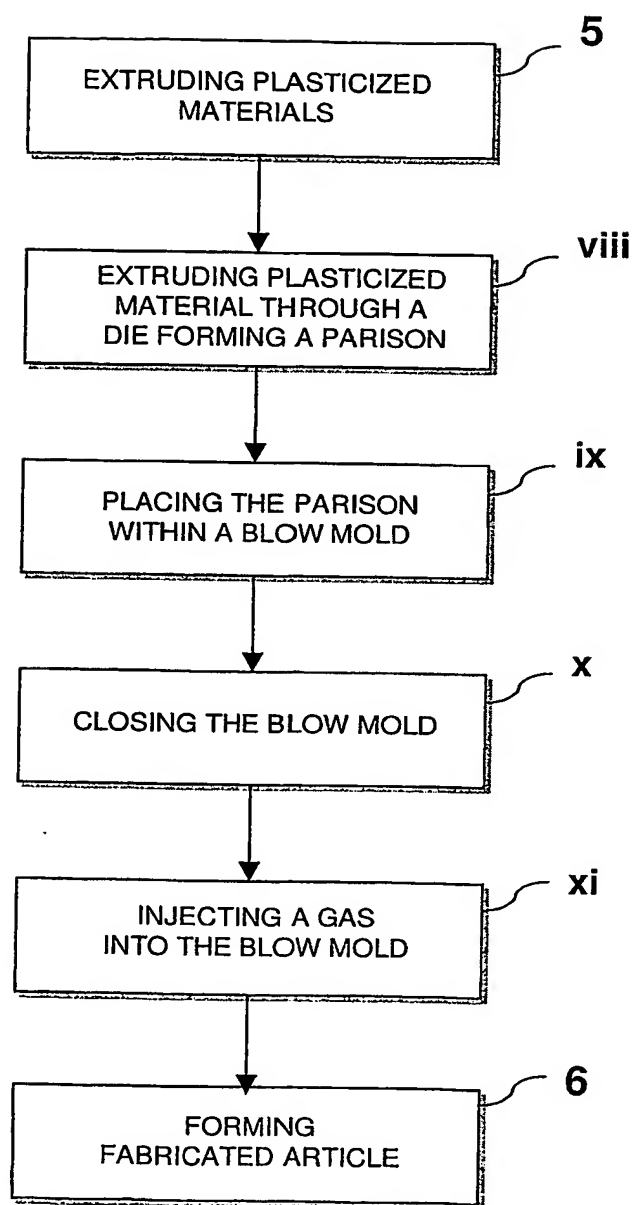 5
EXTRUDING PLASTICIZED
MATERIALS
viii
EXTRUDING PLASTICIZED
MATERIAL THROUGH A
DIE FORMING A PARISON
ix
PLACING THE PARISON
WITHIN A BLOW MOLD
x
CLOSING THE BLOW MOLD
xi
INJECTING A GAS
INTO THE BLOW MOLD
6
FORMING
FABRICATED ARTICLE